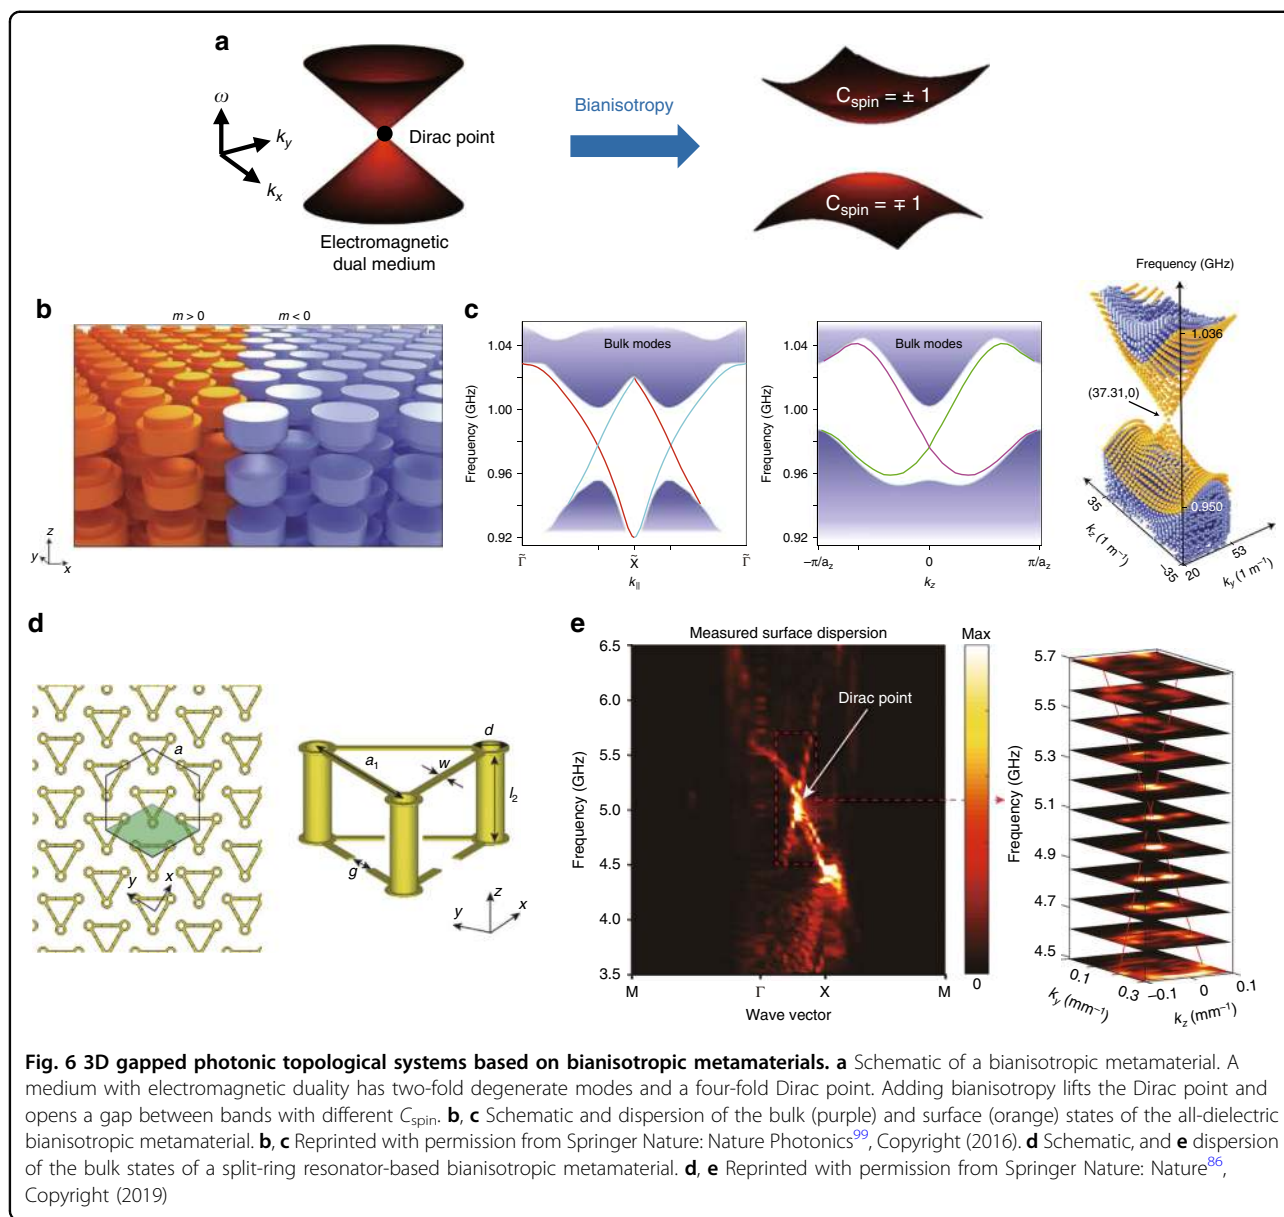 a
ω
k_y
k_x
Dirac point
Electromagnetic
dual medium
Bianisotropy
C_spin = ± 1
C_spin = ∓ 1
b
m > 0
m < 0
z
y
x
c
Frequency (GHz)
1.04
1.00
0.96
0.92
Bulk modes
Γ̃
X̃
Γ̃
k_||
Frequency (GHz)
1.04
1.00
0.96
0.92
Bulk modes
−π/a_z
0
π/a_z
k_z
Frequency (GHz)
1.036
(37.31,0)
0.950
35
k_z (1 m⁻¹)
−35
20
53
k_y (1 m⁻¹)
d
a
y
x
a₁
w
d
l₂
g
z
y
x
e
Measured surface dispersion
Max
0
Frequency (GHz)
6.5
6.0
5.5
5.0
4.5
4.0
3.5
Dirac point
M
Γ
X
M
Wave vector
Frequency (GHz)
5.7
5.5
5.3
5.1
4.9
4.7
4.5
0.1
0.3
k_y (mm⁻¹)
−0.1
0
0.1
k_z (mm⁻¹)
Fig. 6 3D gapped photonic topological systems based on bianisotropic metamaterials. a Schematic of a bianisotropic metamaterial. A
medium with electromagnetic duality has two-fold degenerate modes and a four-fold Dirac point. Adding bianisotropy lifts the Dirac point and
opens a gap between bands with different C_spin. b, c Schematic and dispersion of the bulk (purple) and surface (orange) states of the all-dielectric
bianisotropic metamaterial. b, c Reprinted with permission from Springer Nature: Nature Photonics⁹⁹, Copyright (2016). d Schematic, and e dispersion
of the bulk states of a split-ring resonator-based bianisotropic metamaterial. d, e Reprinted with permission from Springer Nature: Nature⁸⁶,
Copyright (2019)